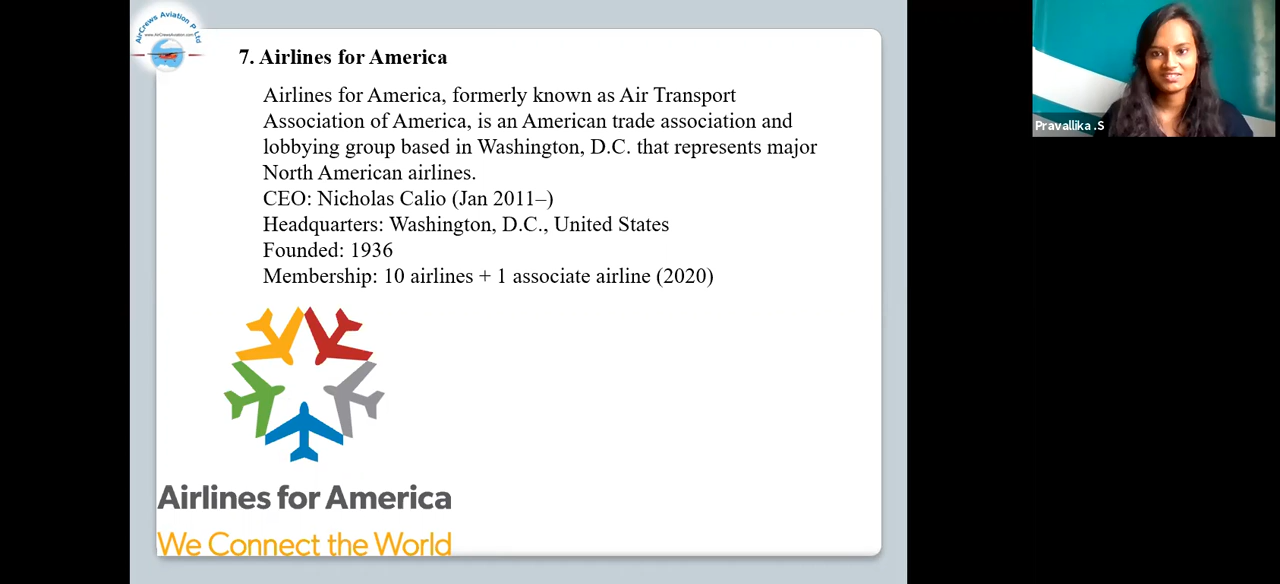 AirCrews Aviation P Ltd
www.AirCrewsAviation.com
7. Airlines for America
Airlines for America, formerly known as Air Transport
Association of America, is an American trade association and
lobbying group based in Washington, D.C. that represents major
North American airlines.
CEO: Nicholas Calio (Jan 2011–)
Headquarters: Washington, D.C., United States
Founded: 1936
Membership: 10 airlines + 1 associate airline (2020)
Airlines for America
We Connect the World
Pravallika .S